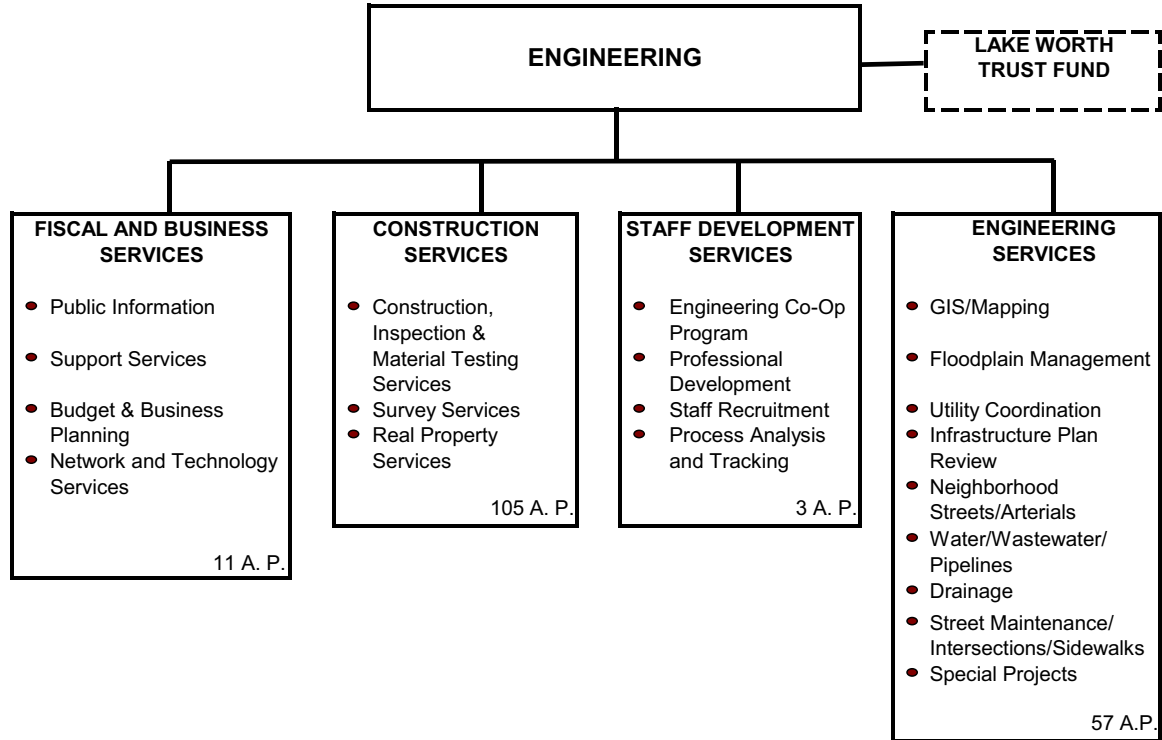 ENGINEERING
LAKE WORTH
TRUST FUND
FISCAL AND BUSINESS
SERVICES
Public Information
Support Services
Budget & Business
Planning
Network and Technology
Services
11 A. P.
CONSTRUCTION
SERVICES
Construction,
Inspection &
Material Testing
Services
Survey Services
Real Property
Services
105 A. P.
STAFF DEVELOPMENT
SERVICES
Engineering Co-Op
Program
Professional
Development
Staff Recruitment
Process Analysis
and Tracking
3 A. P.
ENGINEERING
SERVICES
GIS/Mapping
Floodplain Management
Utility Coordination
Infrastructure Plan
Review
Neighborhood
Streets/Arterials
Water/Wastewater/
Pipelines
Drainage
Street Maintenance/
Intersections/Sidewalks
Special Projects
57 A.P.